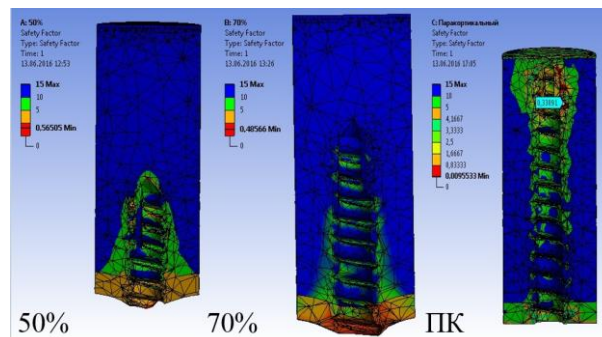 A: 50%
Safety Factor
Type: Safety Factor
Time: 1
13.06.2016 12:53
15 Max
10
5
0,56505 Min
0
50%
B: 70%
Safety Factor
Type: Safety Factor
Time: 1
13.06.2016 13:26
15 Max
10
5
0,48566 Min
0
70%
C: Паракортикальный
Safety Factor
Type: Safety Factor
Time: 1
13.06.2016 17:05
15 Max
10
5
4,1667
3,3333
2,5
1,6667
0,83333
0,0095533 Min
0
ПК